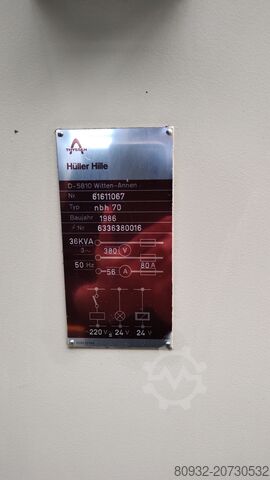 THYSSEN
Hüller Hille
D-5810 Witten-Annen
Nr 61611067
Typ nbh 70
Baujahr 1986
Nr 6336380016
36KVA
3~ 380 V
50 Hz 56 A 80 A
~220 V 24 V 24 V
80932-20730532